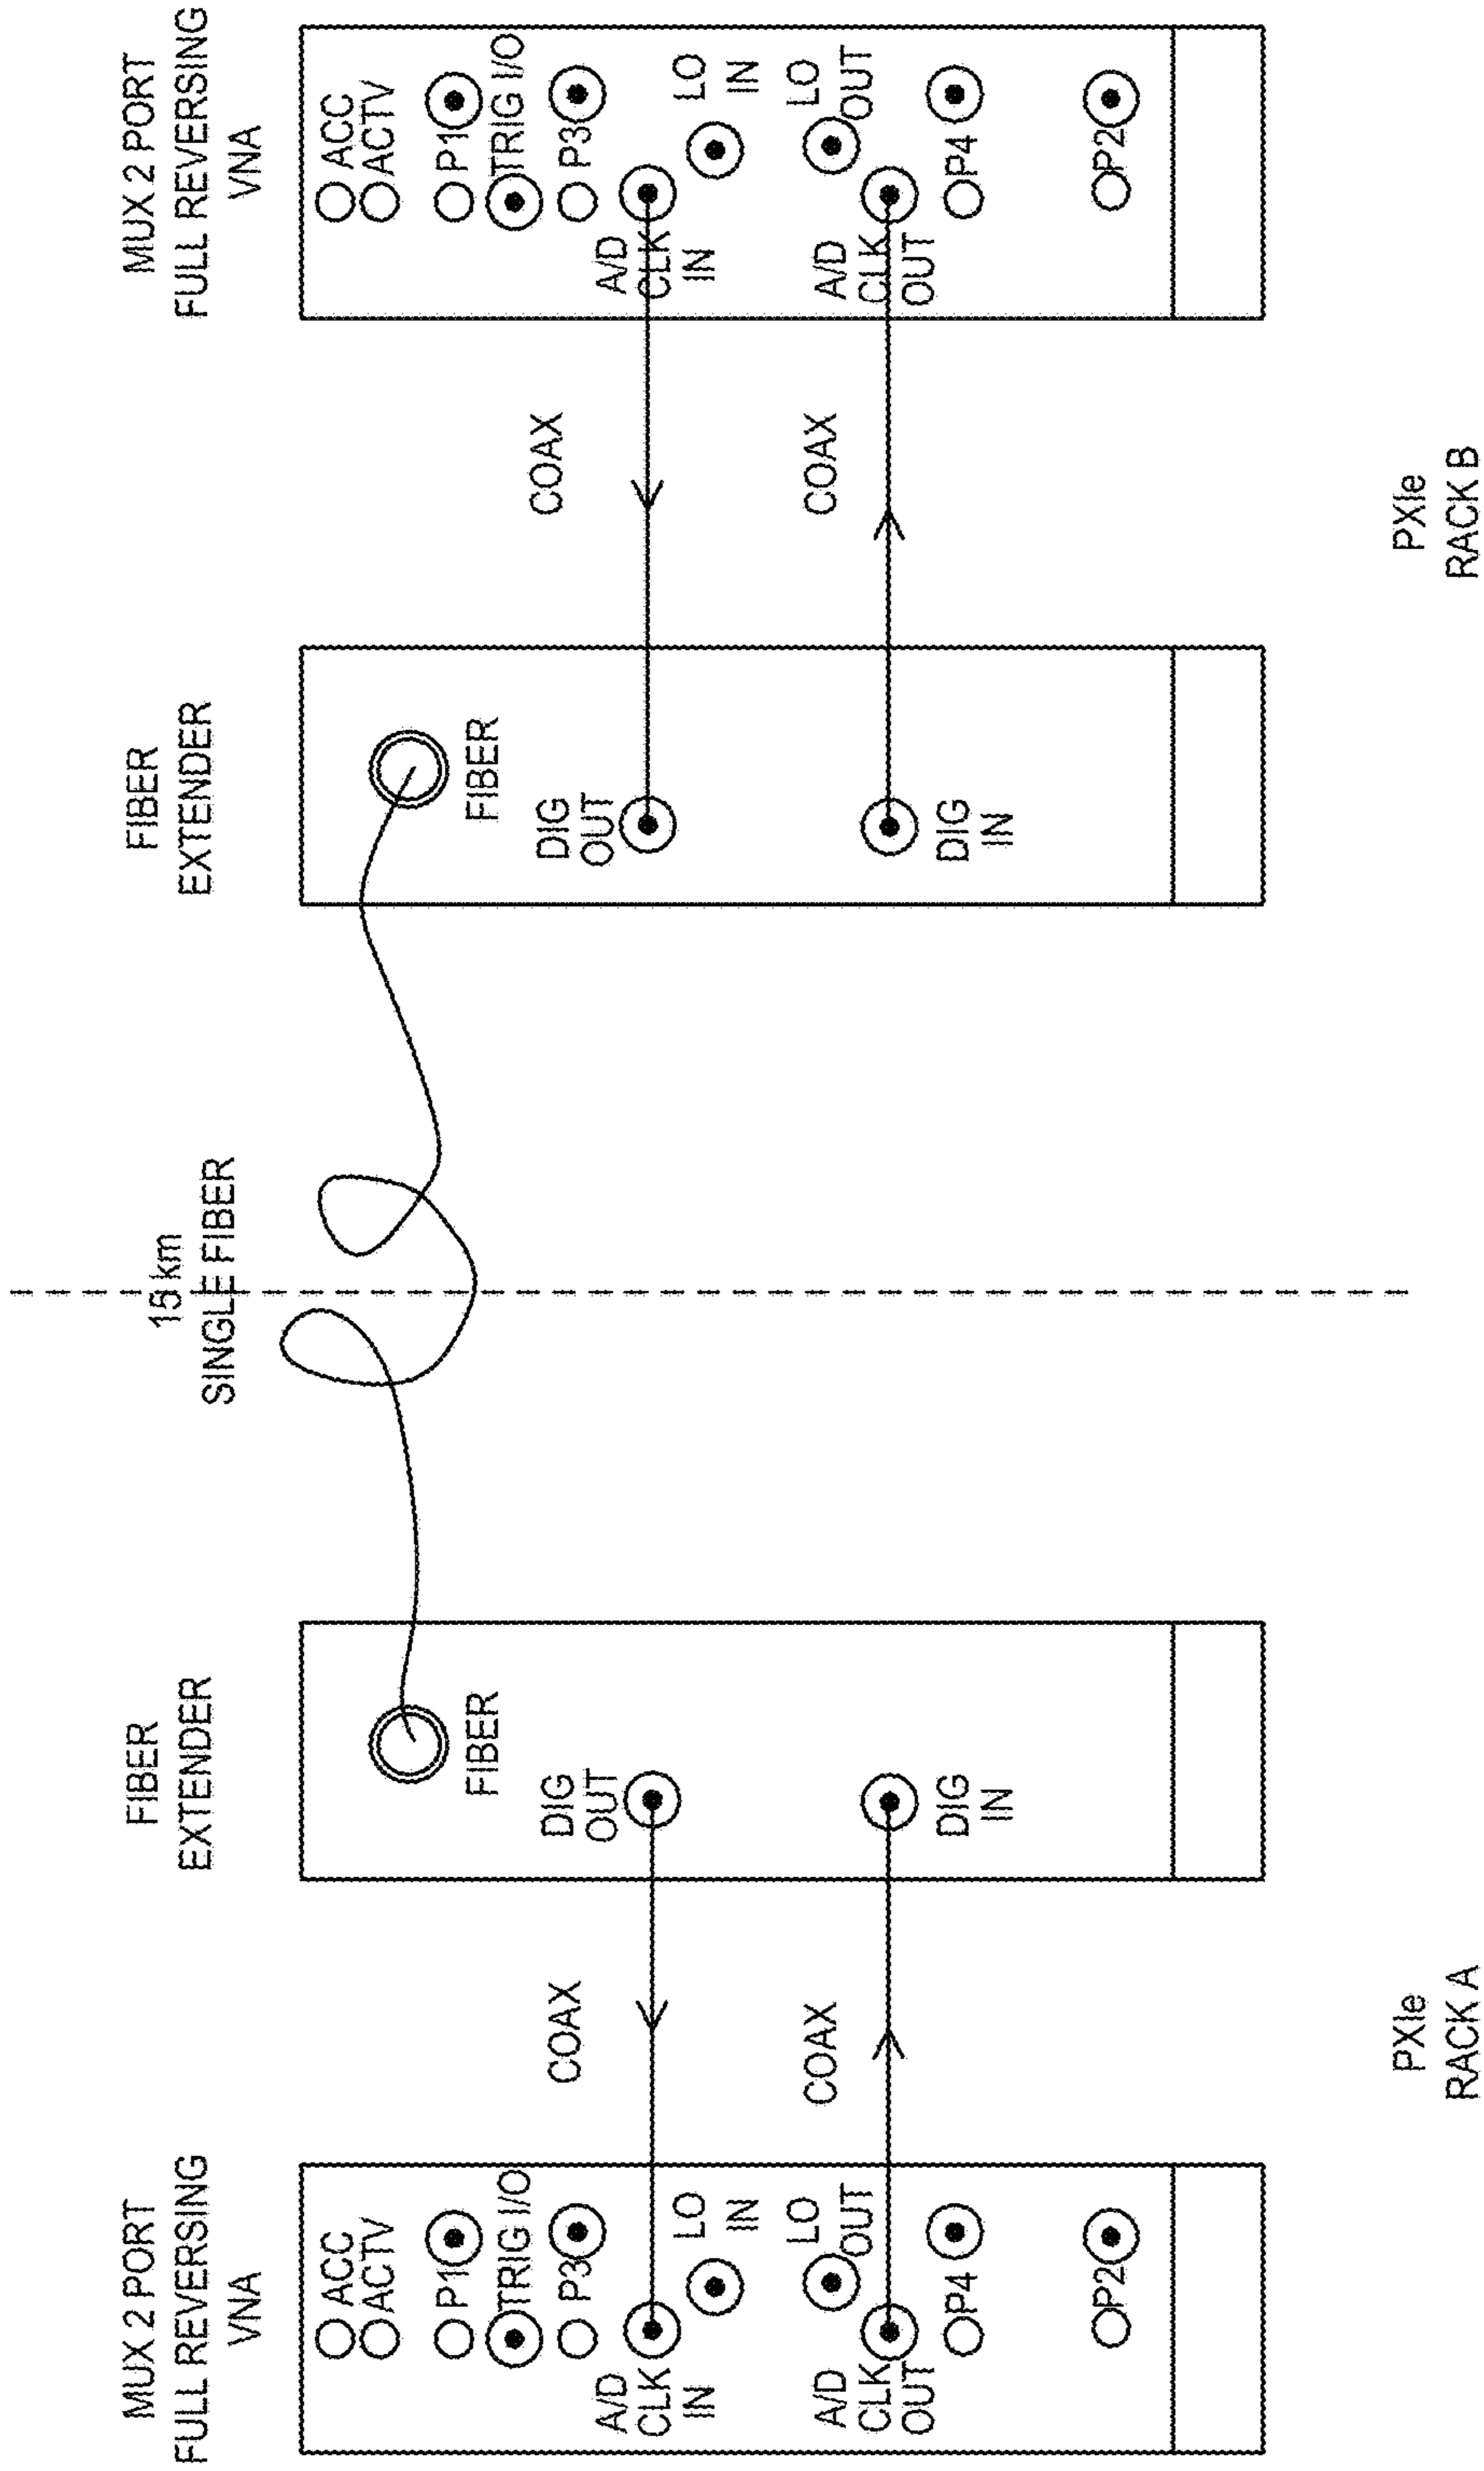 MUX 2 PORT
FULL REVERSING
VNA
ACC
ACTV
P1
TRIG I/O
P3
A/D
CLK
IN
LO
IN
LO
OUT
A/D
CLK
OUT
P4
P2
COAX
COAX
FIBER
EXTENDER
FIBER
DIG
OUT
DIG
IN
PXIe
RACK A
15 km
SINGLE FIBER
FIBER
EXTENDER
FIBER
DIG
OUT
DIG
IN
COAX
COAX
PXIe
RACK B
MUX 2 PORT
FULL REVERSING
VNA
ACC
ACTV
P1
TRIG I/O
P3
A/D
CLK
IN
LO
IN
LO
OUT
A/D
CLK
OUT
P4
P2